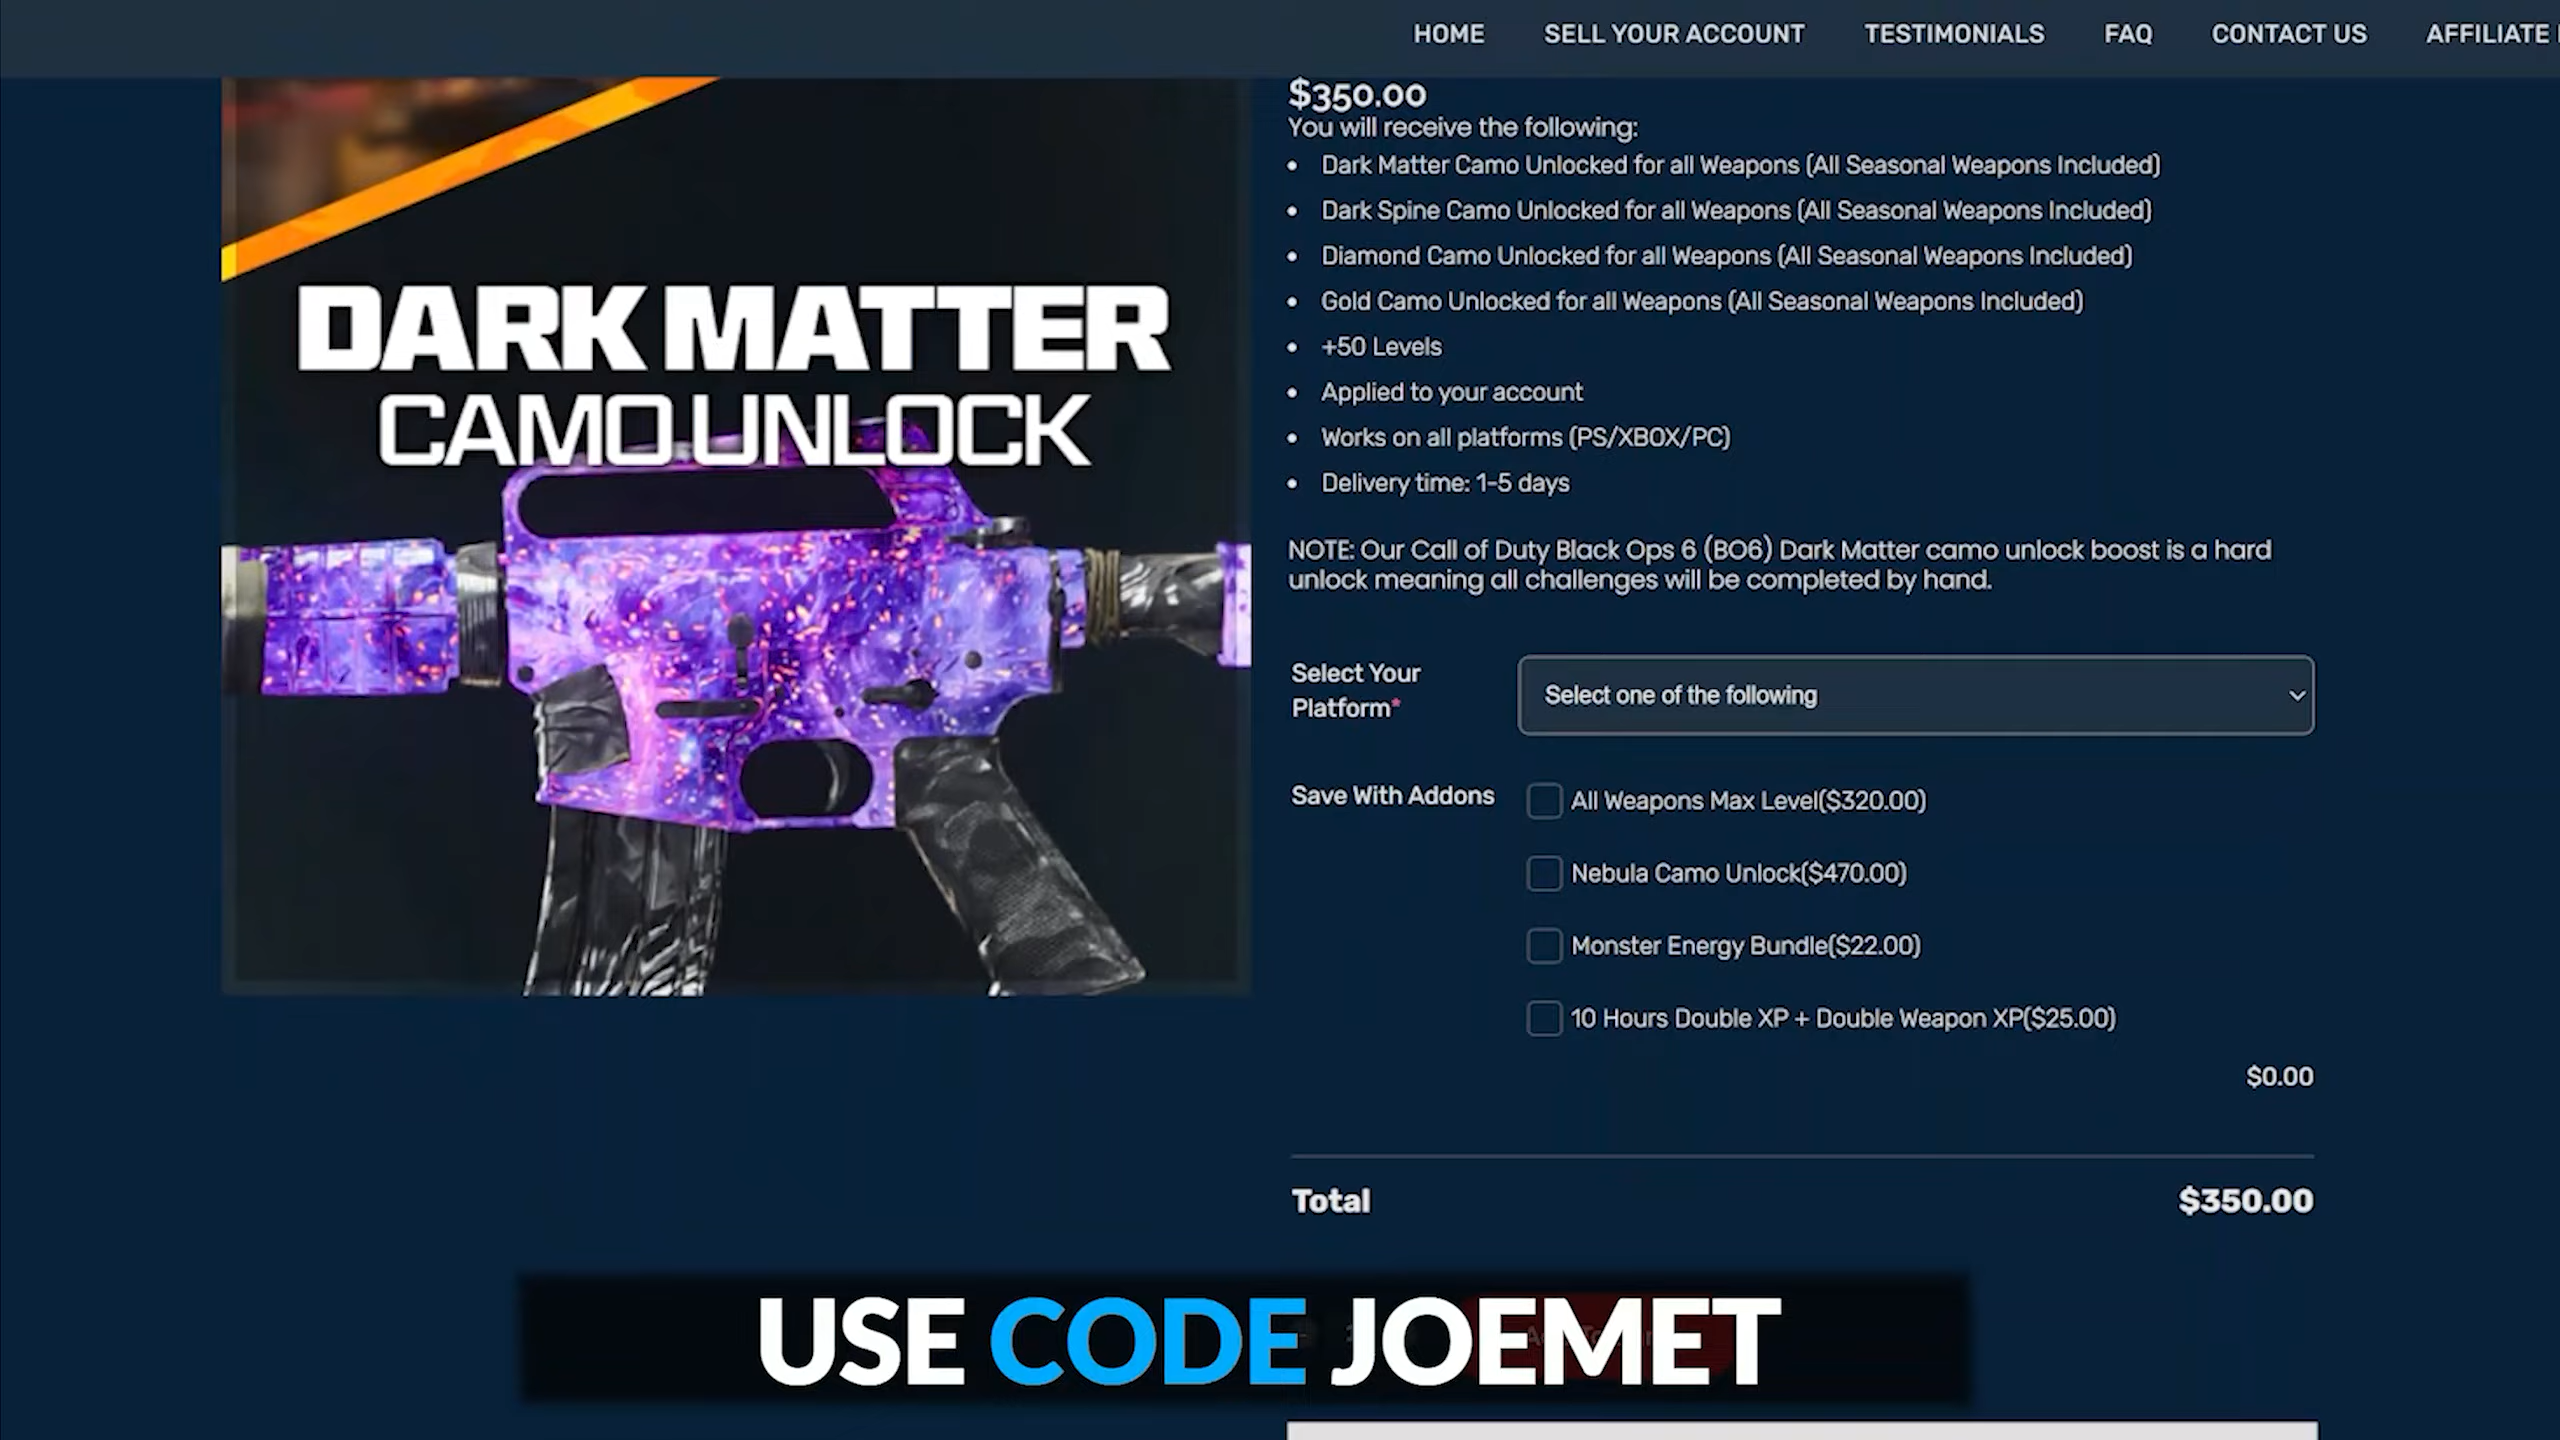 HOME SELL YOUR ACCOUNT TESTIMONIALS FAQ CONTACT US AFFILIATE
DARK MATTER
CAMO UNLOCK
$350.00
You will receive the following:
• Dark Matter Camo Unlocked for all Weapons (All Seasonal Weapons Included)
• Dark Spine Camo Unlocked for all Weapons (All Seasonal Weapons Included)
• Diamond Camo Unlocked for all Weapons (All Seasonal Weapons Included)
• Gold Camo Unlocked for all Weapons (All Seasonal Weapons Included)
• +50 Levels
• Applied to your account
• Works on all platforms (PS/XBOX/PC)
• Delivery time: 1-5 days
NOTE: Our Call of Duty Black Ops 6 (BO6) Dark Matter camo unlock boost is a hard
unlock meaning all challenges will be completed by hand.
Select Your
Platform*
Select one of the following
Save With Addons
All Weapons Max Level($320.00)
Nebula Camo Unlock($470.00)
Monster Energy Bundle($22.00)
10 Hours Double XP + Double Weapon XP($25.00)
$0.00
Total $350.00
USE CODE JOEMET